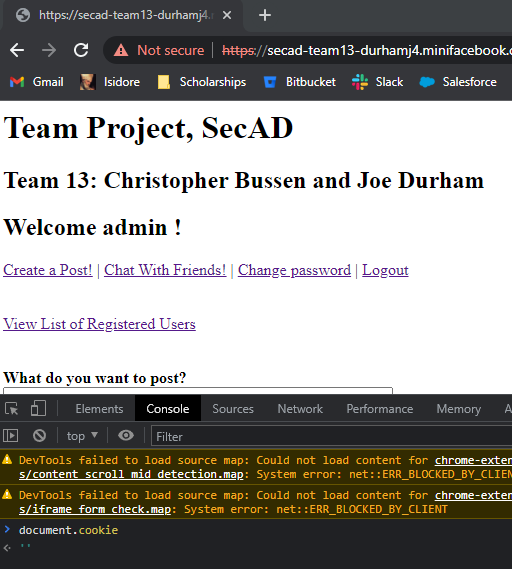 https://secad-team13-durhamj4.m
Not secure | https://secad-team13-durhamj4.minifacebook.c
Gmail Isidore Scholarships Bitbucket Slack Salesforce
Team Project, SecAD
Team 13: Christopher Bussen and Joe Durham
Welcome admin !
Create a Post! | Chat With Friends! | Change password | Logout
View List of Registered Users
What do you want to post?
Elements Console Sources Network Performance Memory A
top Filter
DevTools failed to load source map: Could not load content for chrome-exten
s/content_scroll_mid_detection.map: System error: net::ERR_BLOCKED_BY_CLIEN
DevTools failed to load source map: Could not load content for chrome-exten
s/iframe_form_check.map: System error: net::ERR_BLOCKED_BY_CLIENT
document.cookie
''